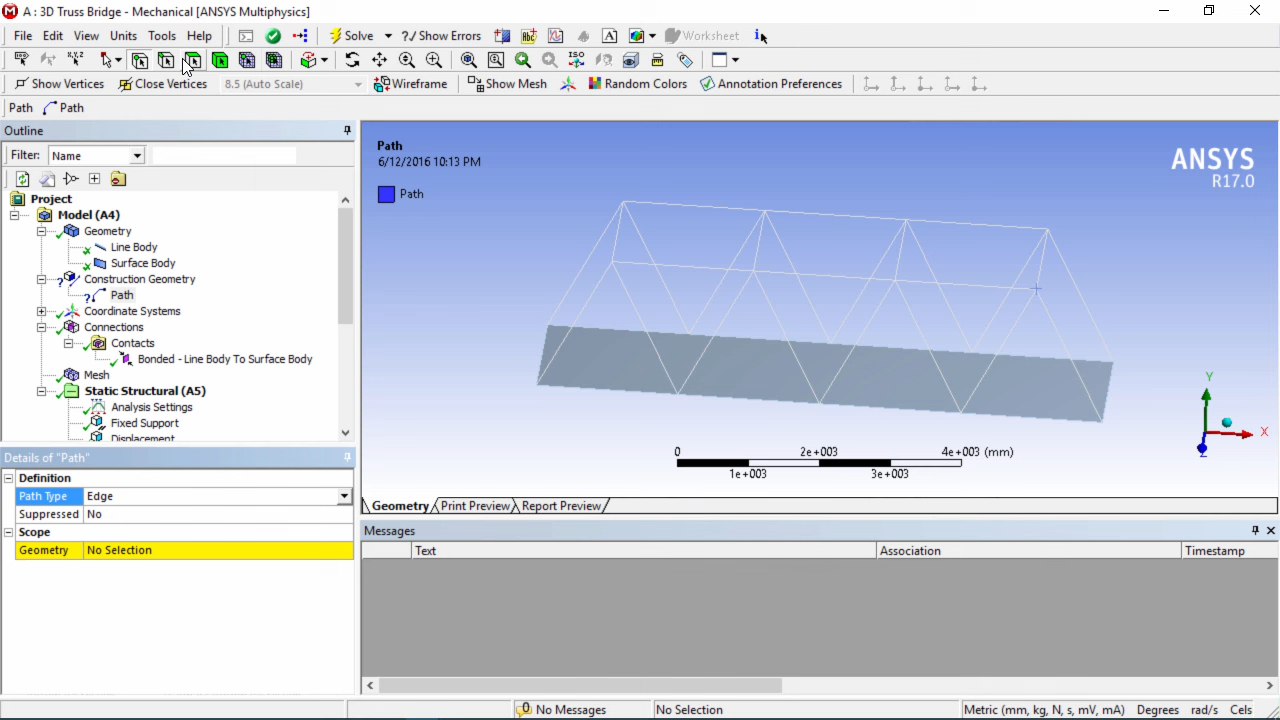 A : 3D Truss Bridge - Mechanical [ANSYS Multiphysics]
File Edit View Units Tools Help Solve ?/ Show Errors Worksheet
Show Vertices Close Vertices 8.5 (Auto Scale) Wireframe Show Mesh Random Colors Annotation Preferences
Path Path
Outline
Filter: Name
Project
Model (A4)
Geometry
Line Body
Surface Body
Construction Geometry
Path
Coordinate Systems
Connections
Contacts
Bonded - Line Body To Surface Body
Mesh
Static Structural (A5)
Analysis Settings
Fixed Support
Displacement
Details of "Path"
Definition
Path Type Edge
Suppressed No
Scope
Geometry No Selection
Path
6/12/2016 10:13 PM
Path
ANSYS
R17.0
Y
X
Z
0 2e+003 4e+003 (mm)
1e+003 3e+003
Geometry Print Preview Report Preview
Messages
Text Association Timestamp
No Messages No Selection Metric (mm, kg, N, s, mV, mA) Degrees rad/s Cels